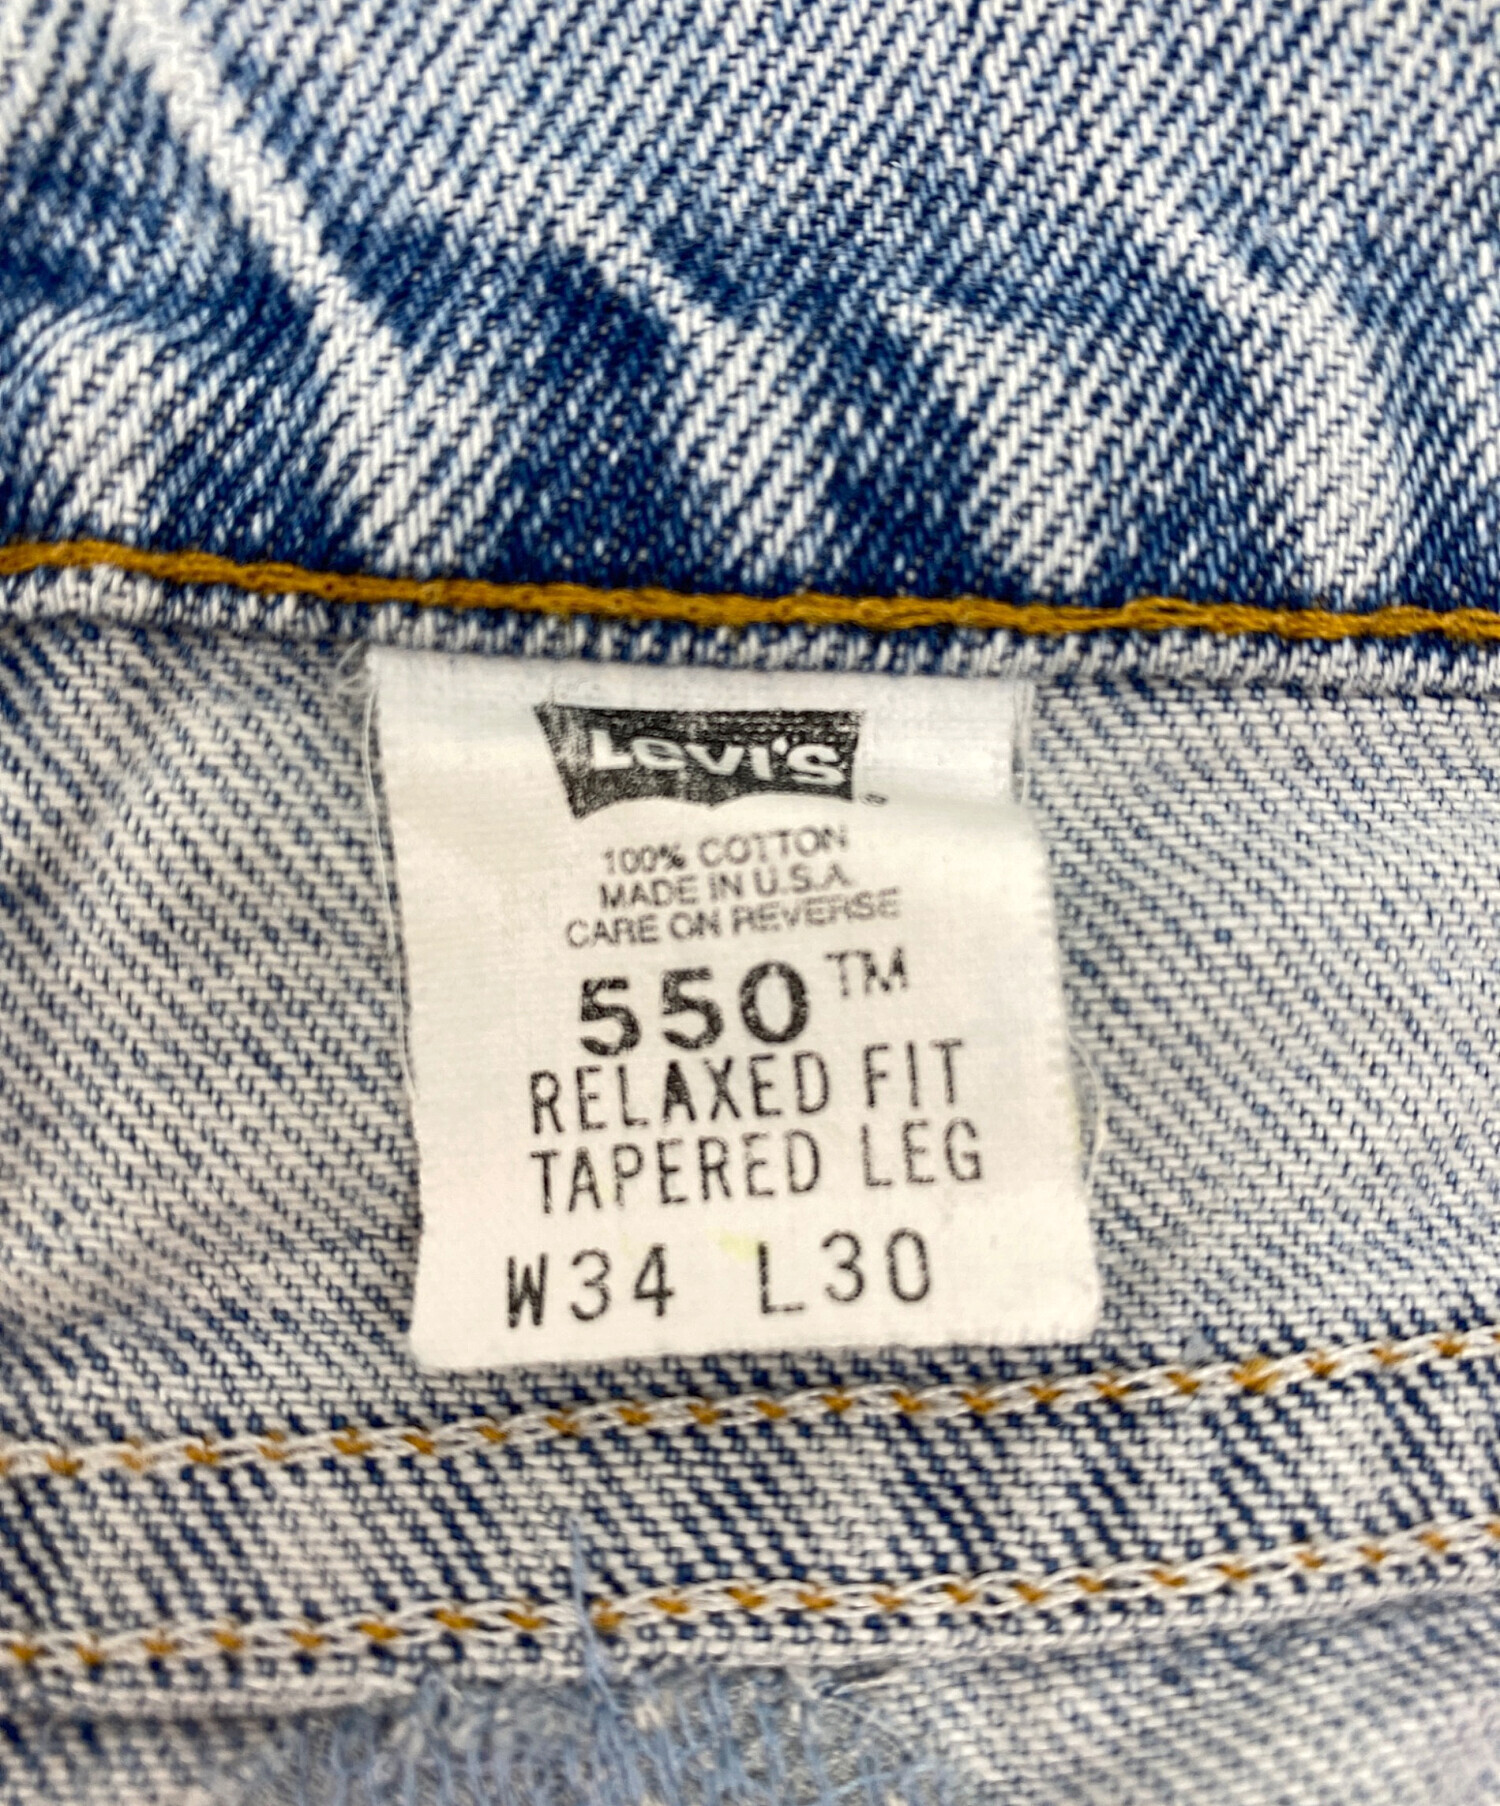 Levi's
100% COTTON
MADE IN U.S.A.
CARE ON REVERSE
550™
RELAXED FIT
TAPERED LEG
W34 L30